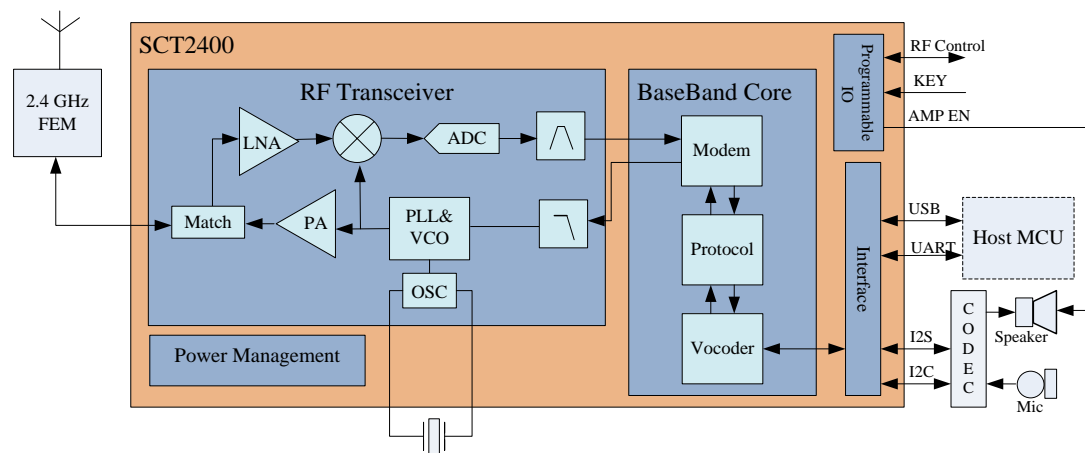 SCT2400
2.4 GHz
FEM
RF Transceiver
LNA
ADC
Match
PA
PLL&
VCO
OSC
Power Management
BaseBand Core
Modem
Protocol
Vocoder
Programmable
IO
Interface
RF Control
KEY
AMP EN
USB
UART
Host MCU
I2S
I2C
CODEC
Speaker
Mic